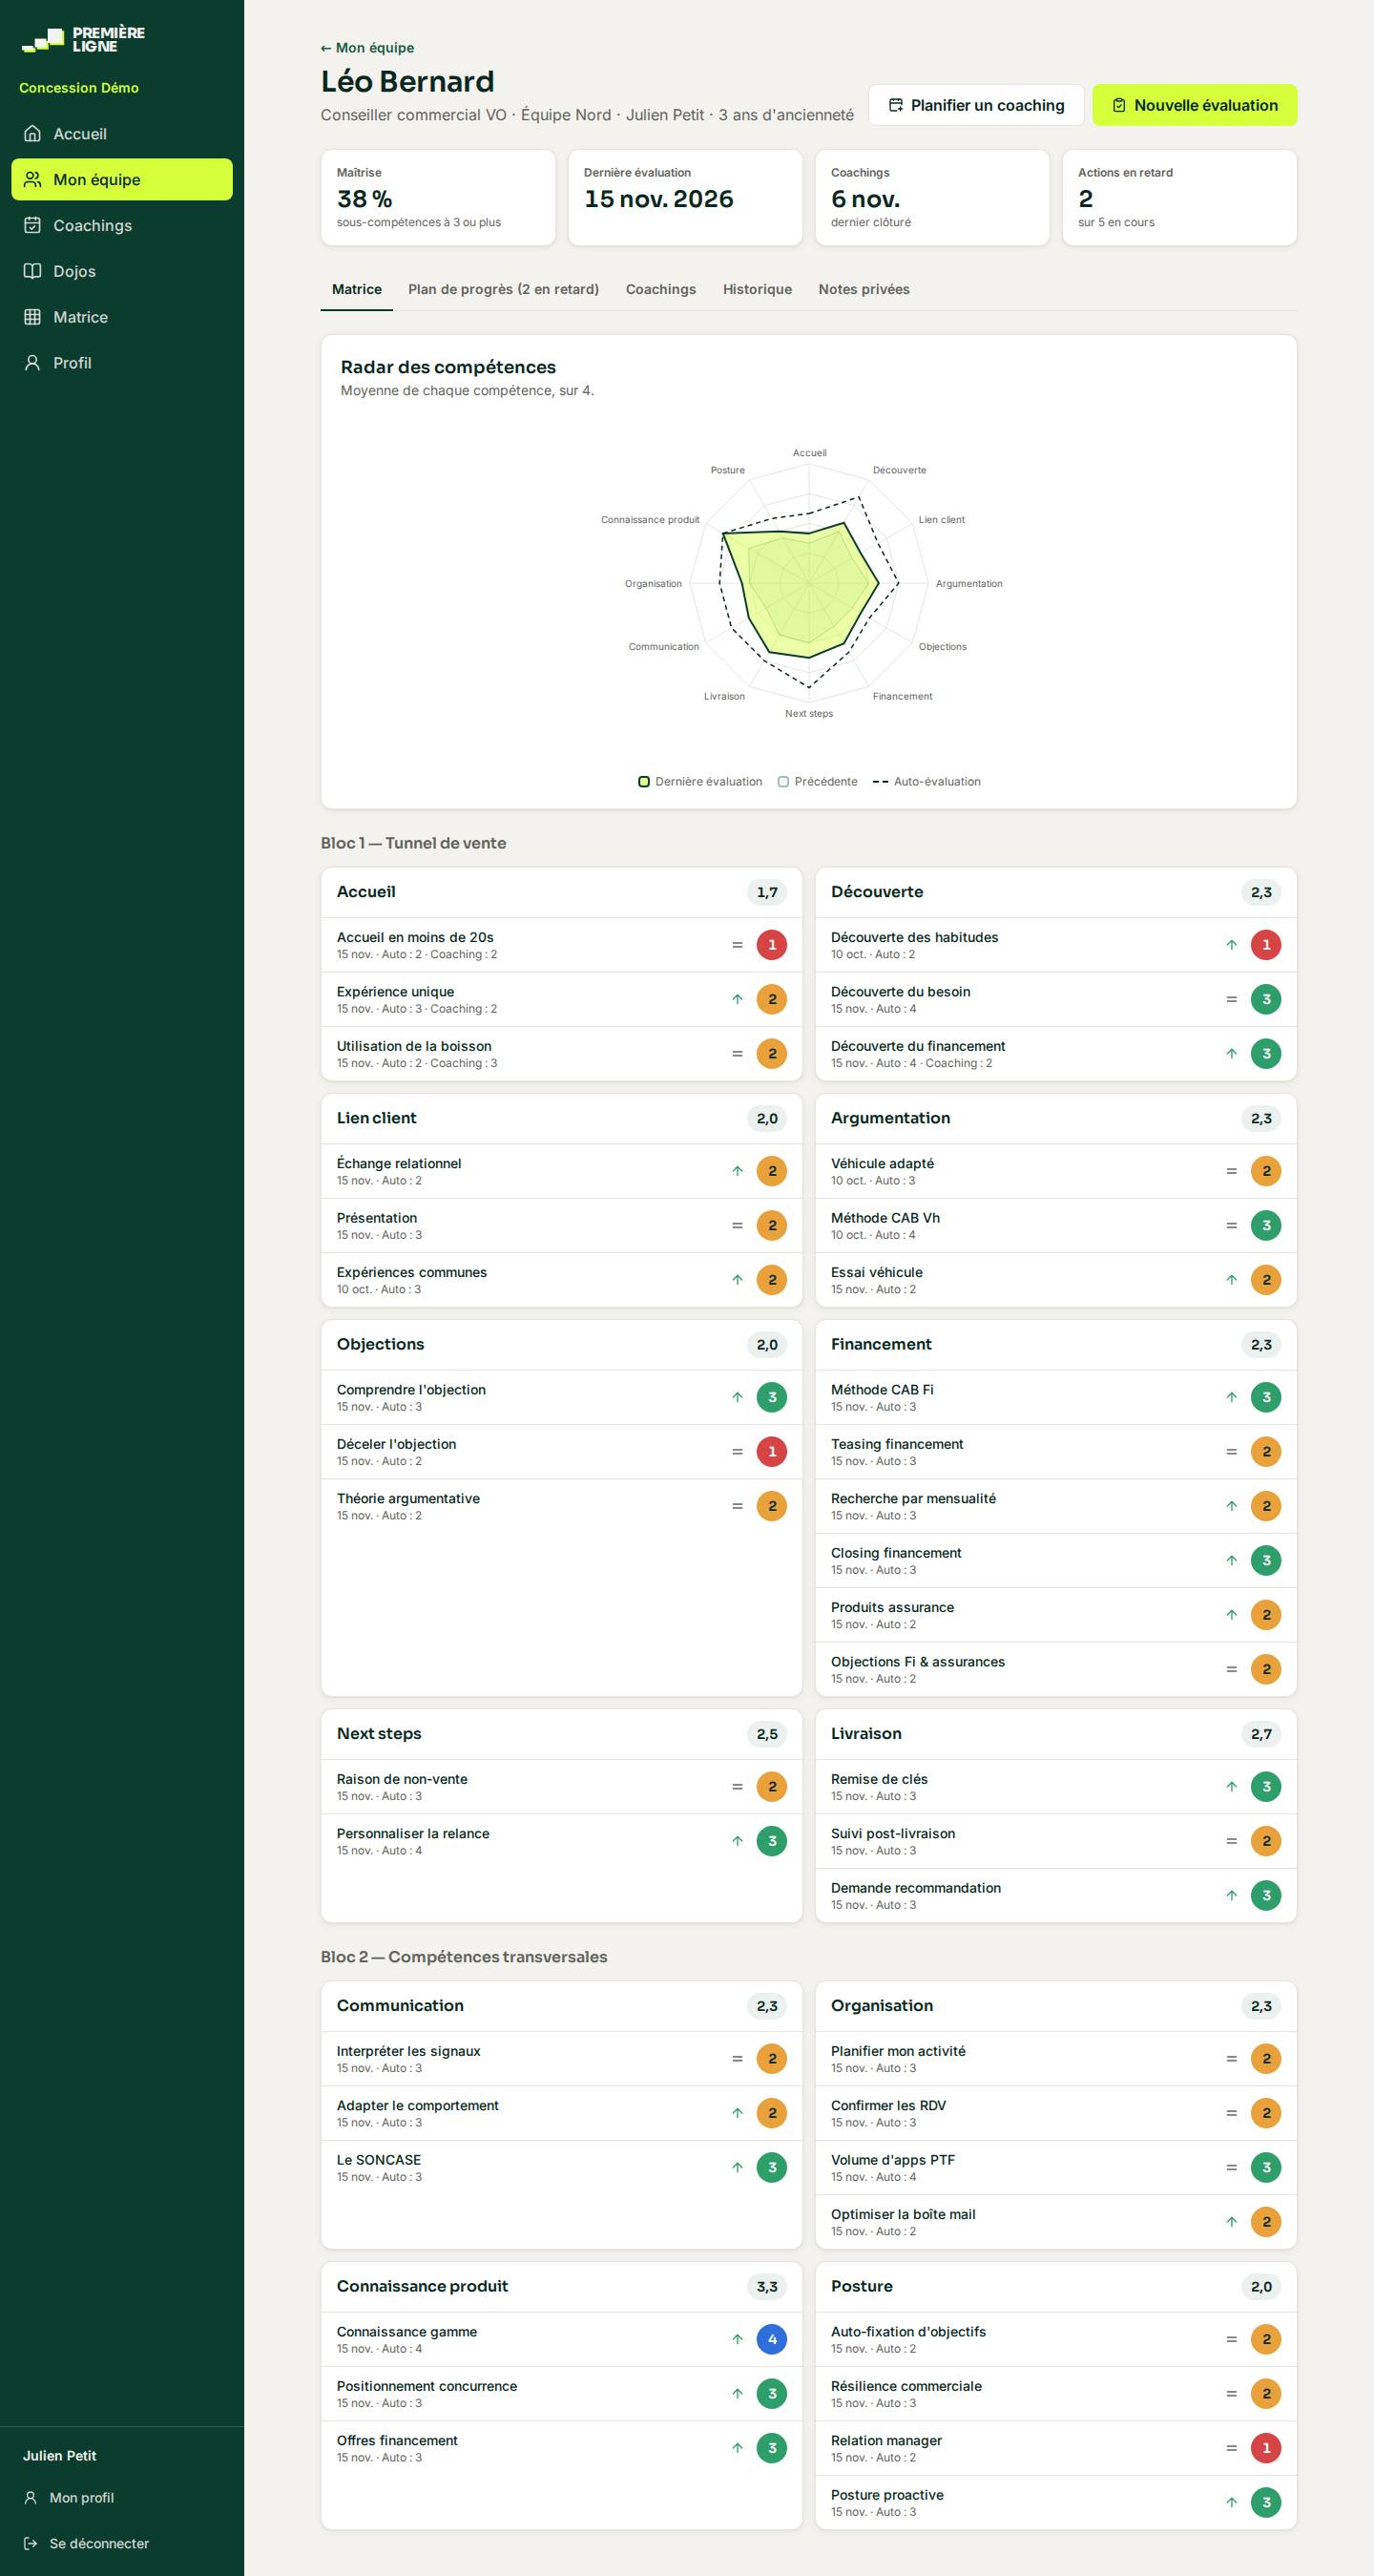 PREMIÈRE
LIGNE
Concession Démo
Accueil
Mon équipe
Coachings
Dojos
Matrice
Profil
← Mon équipe
Léo Bernard
Conseiller commercial VO · Équipe Nord · Julien Petit · 3 ans d'ancienneté
Planifier un coaching
Nouvelle évaluation
Maîtrise
38 %
sous-compétences à 3 ou plus
Dernière évaluation
15 nov. 2026
Coachings
6 nov.
dernier clôturé
Actions en retard
2
sur 5 en cours
Matrice Plan de progrès (2 en retard) Coachings Historique Notes privées
Radar des compétences
Moyenne de chaque compétence, sur 4.
Accueil
Posture Découverte
Connaissance produit Lien client
Organisation Argumentation
Communication Objections
Livraison Financement
Next steps
Dernière évaluation Précédente Auto-évaluation
Bloc 1 — Tunnel de vente
Accueil 1,7
Accueil en moins de 20s = 1
15 nov. · Auto : 2 · Coaching : 2
Expérience unique ↑ 2
15 nov. · Auto : 3 · Coaching : 2
Utilisation de la boisson = 2
15 nov. · Auto : 2 · Coaching : 3
Découverte 2,3
Découverte des habitudes ↑ 1
10 oct. · Auto : 2
Découverte du besoin = 3
15 nov. · Auto : 4
Découverte du financement ↑ 3
15 nov. · Auto : 4 · Coaching : 2
Lien client 2,0
Échange relationnel ↑ 2
15 nov. · Auto : 2
Présentation = 2
15 nov. · Auto : 3
Expériences communes ↑ 2
10 oct. · Auto : 3
Argumentation 2,3
Véhicule adapté = 2
10 oct. · Auto : 3
Méthode CAB Vh = 3
10 oct. · Auto : 4
Essai véhicule ↑ 2
15 nov. · Auto : 2
Objections 2,0
Comprendre l'objection ↑ 3
15 nov. · Auto : 3
Déceler l'objection = 1
15 nov. · Auto : 2
Théorie argumentative = 2
15 nov. · Auto : 2
Financement 2,3
Méthode CAB Fi ↑ 3
15 nov. · Auto : 3
Teasing financement = 2
15 nov. · Auto : 3
Recherche par mensualité ↑ 2
15 nov. · Auto : 3
Closing financement ↑ 3
15 nov. · Auto : 3
Produits assurance ↑ 2
15 nov. · Auto : 2
Objections Fi & assurances = 2
15 nov. · Auto : 2
Next steps 2,5
Raison de non-vente = 2
15 nov. · Auto : 3
Personnaliser la relance ↑ 3
15 nov. · Auto : 4
Livraison 2,7
Remise de clés ↑ 3
15 nov. · Auto : 3
Suivi post-livraison = 2
15 nov. · Auto : 3
Demande recommandation ↑ 3
15 nov. · Auto : 3
Bloc 2 — Compétences transversales
Communication 2,3
Interpréter les signaux = 2
15 nov. · Auto : 3
Adapter le comportement ↑ 2
15 nov. · Auto : 3
Le SONCASE ↑ 3
15 nov. · Auto : 3
Organisation 2,3
Planifier mon activité = 2
15 nov. · Auto : 3
Confirmer les RDV = 2
15 nov. · Auto : 3
Volume d'apps PTF = 3
15 nov. · Auto : 4
Optimiser la boîte mail ↑ 2
15 nov. · Auto : 2
Connaissance produit 3,3
Connaissance gamme ↑ 4
15 nov. · Auto : 4
Positionnement concurrence ↑ 3
15 nov. · Auto : 3
Offres financement ↑ 3
15 nov. · Auto : 3
Posture 2,0
Auto-fixation d'objectifs = 2
15 nov. · Auto : 2
Résilience commerciale = 2
15 nov. · Auto : 3
Relation manager = 1
15 nov. · Auto : 2
Posture proactive ↑ 3
15 nov. · Auto : 3
Julien Petit
Mon profil
Se déconnecter